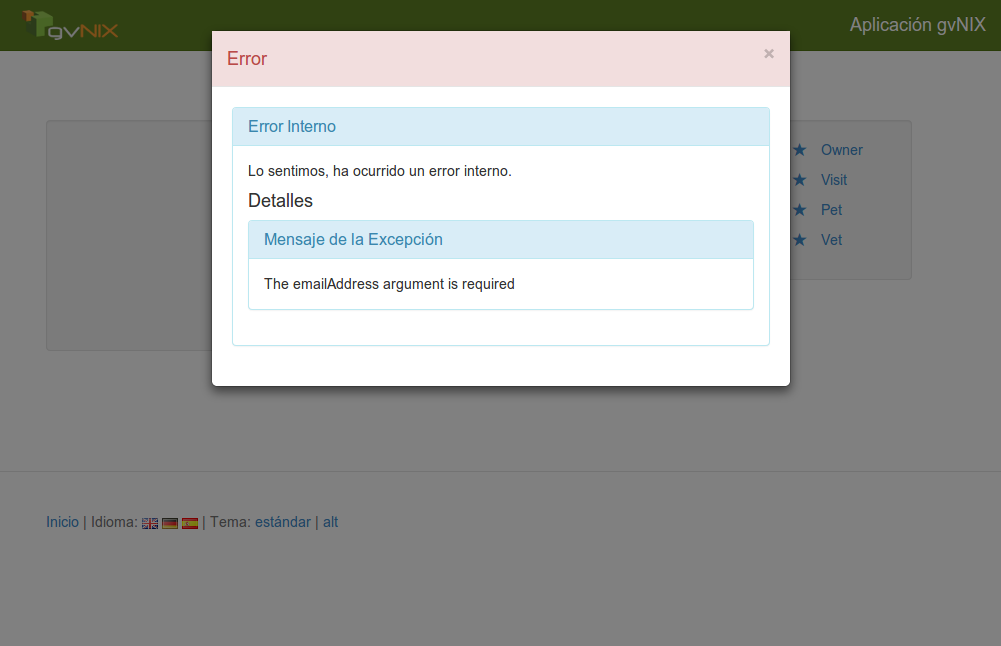 gvNIX
Aplicación gvNIX
Error
×
Error Interno
Lo sentimos, ha ocurrido un error interno.
Detalles
Mensaje de la Excepción
The emailAddress argument is required
Owner
Visit
Pet
Vet
Inicio | Idioma: | Tema: estándar | alt